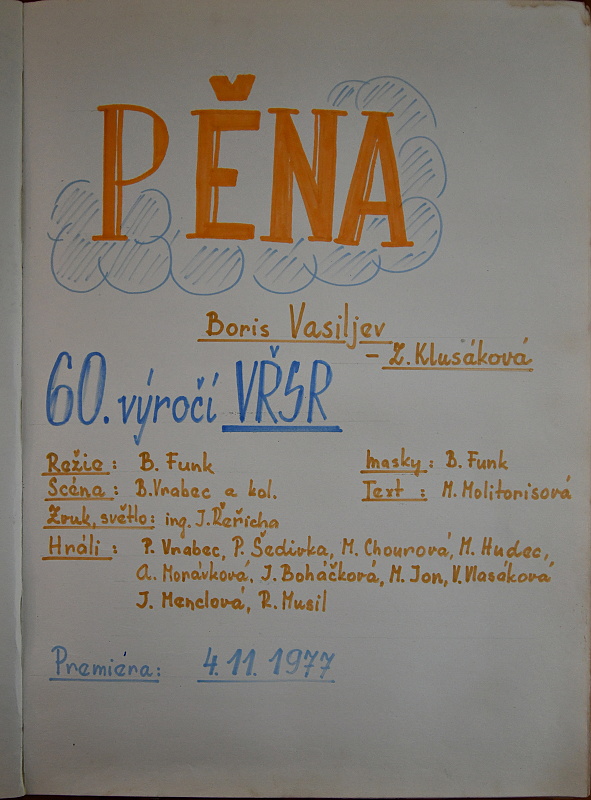 PĚNA
Boris Vasiljev
- Z. Klusáková
60. výročí VŘSR
Režie: B. Funk
masky: B. Funk
Scéna: B. Vrabec a kol.
Text: M. Molitorisová
Zvuk, světlo: ing. J. Řeřicha
Hráli: P. Vrabec, P. Šedivka, M. Chourová, M. Hudec,
A. Morávková, J. Boháčková, M. Jon, V. Vlasáková
J. Menclová, R. Musil
Premiéra: 4. 11. 1977